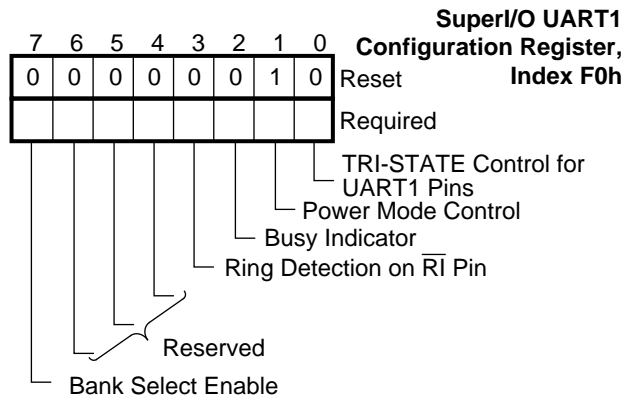 SuperI/O UART1
Configuration Register,
Index F0h
7 6 5 4 3 2 1 0
0 0 0 0 0 0 1 0 Reset
Required
TRI-STATE Control for
UART1 Pins
Power Mode Control
Busy Indicator
Ring Detection on R̅I̅ Pin
Reserved
Bank Select Enable